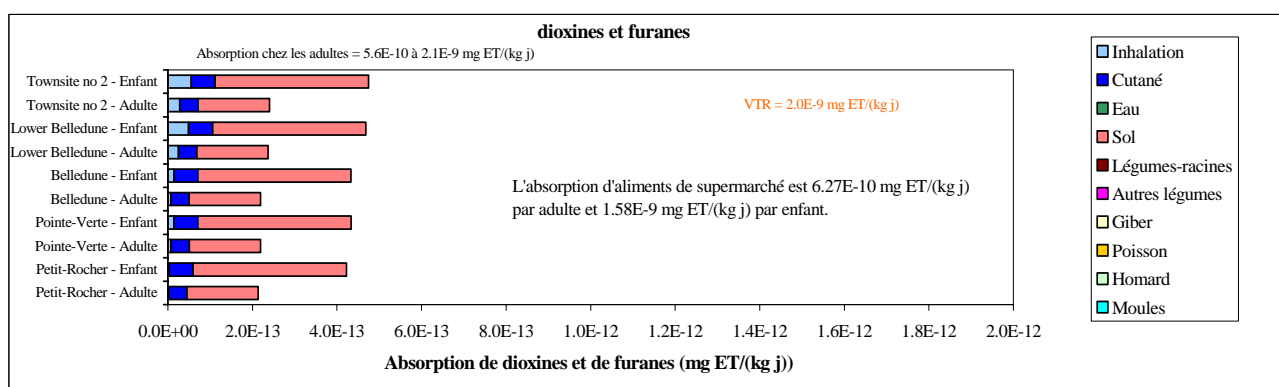 dioxines et furanes
Absorption chez les adultes = 5.6E-10 à 2.1E-9 mg ET/(kg j)
VTR = 2.0E-9 mg ET/(kg j)
L'absorption d'aliments de supermarché est 6.27E-10 mg ET/(kg j)
par adulte et 1.58E-9 mg ET/(kg j) par enfant.
Townsite no 2 - Enfant
Townsite no 2 - Adulte
Lower Belledune - Enfant
Lower Belledune - Adulte
Belledune - Enfant
Belledune - Adulte
Pointe-Verte - Enfant
Pointe-Verte - Adulte
Petit-Rocher - Enfant
Petit-Rocher - Adulte
0.0E+00 2.0E-13 4.0E-13 6.0E-13 8.0E-13 1.0E-12 1.2E-12 1.4E-12 1.6E-12 1.8E-12 2.0E-12
Absorption de dioxines et de furanes (mg ET/(kg j))
Inhalation
Cutané
Eau
Sol
Légumes-racines
Autres légumes
Giber
Poisson
Homard
Moules